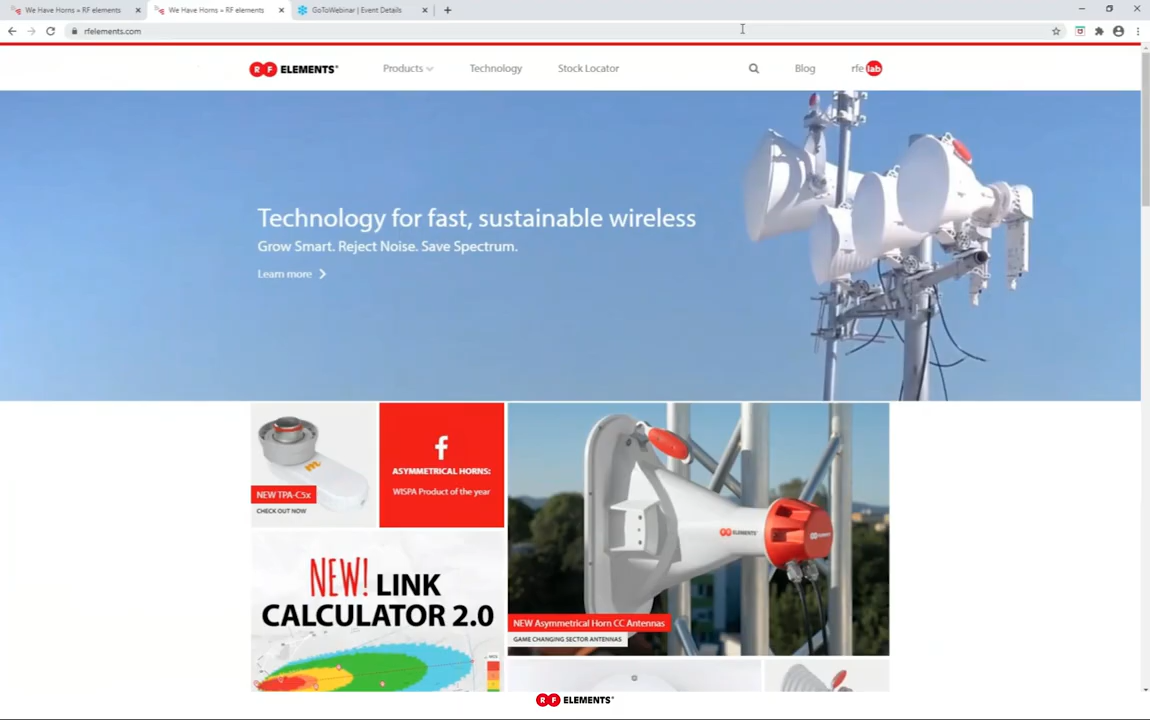 We Have Horns » RF elements
We Have Horns » RF elements
GoToWebinar | Event Details
rfelements.com
RF ELEMENTS
Products
Technology
Stock Locator
Blog
rfe lab
Technology for fast, sustainable wireless
Grow Smart. Reject Noise. Save Spectrum.
Learn more
NEW TPA-C5x
CHECK OUT NOW
f
ASYMMETRICAL HORNS:
WISPA Product of the year
NEW! LINK
CALCULATOR 2.0
RF ELEMENTS
NEW Asymmetrical Horn CC Antennas
GAME CHANGING SECTOR ANTENNAS
RF ELEMENTS